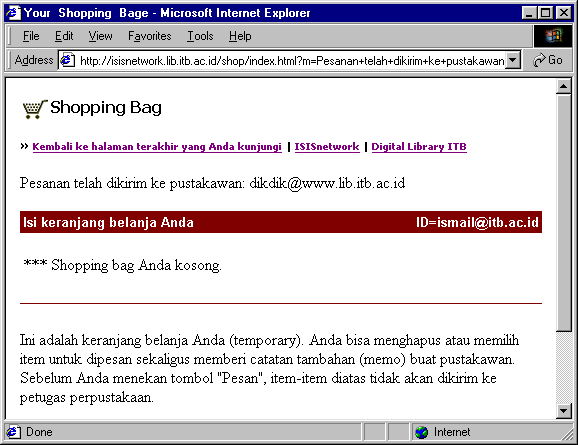 Your Shopping Bage - Microsoft Internet Explorer
File Edit View Favorites Tools Help
Address http://isisnetwork.lib.itb.ac.id/shop/index.html?m=Pesanan+telah+dikirim+ke+pustakawan Go
Shopping Bag
» Kembali ke halaman terakhir yang Anda kunjungi | ISISnetwork | Digital Library ITB
Pesanan telah dikirim ke pustakawan: dikdik@www.lib.itb.ac.id
Isi keranjang belanja Anda ID=ismail@itb.ac.id
*** Shopping bag Anda kosong.
Ini adalah keranjang belanja Anda (temporary). Anda bisa menghapus atau memilih
item untuk dipesan sekaligus memberi catatan tambahan (memo) buat pustakawan.
Sebelum Anda menekan tombol "Pesan", item-item diatas tidak akan dikirim ke
petugas perpustakaan.
Done Internet